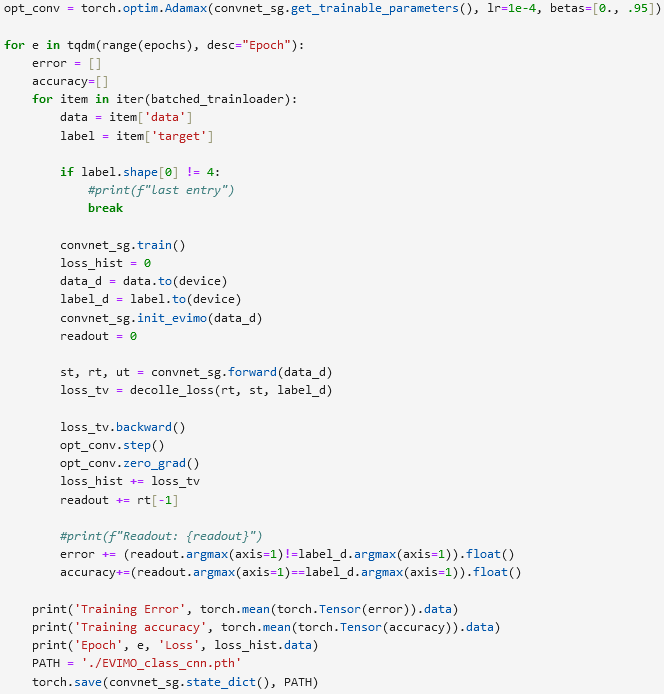 opt_conv = torch.optim.Adamax(convnet_sg.get_trainable_parameters(), lr=1e-4, betas=[0., .95])

for e in tqdm(range(epochs), desc="Epoch"):
    error = []
    accuracy=[]
    for item in iter(batched_trainloader):
        data = item['data']
        label = item['target']

        if label.shape[0] != 4:
            #print(f"last entry")
            break

        convnet_sg.train()
        loss_hist = 0
        data_d = data.to(device)
        label_d = label.to(device)
        convnet_sg.init_evimo(data_d)
        readout = 0

        st, rt, ut = convnet_sg.forward(data_d)
        loss_tv = decolle_loss(rt, st, label_d)

        loss_tv.backward()
        opt_conv.step()
        opt_conv.zero_grad()
        loss_hist += loss_tv
        readout += rt[-1]

        #print(f"Readout: {readout}")
        error += (readout.argmax(axis=1)!=label_d.argmax(axis=1)).float()
        accuracy+=(readout.argmax(axis=1)==label_d.argmax(axis=1)).float()

    print('Training Error', torch.mean(torch.Tensor(error)).data)
    print('Training accuracy', torch.mean(torch.Tensor(accuracy)).data)
    print('Epoch', e, 'Loss', loss_hist.data)
    PATH = './EVIMO_class_cnn.pth'
    torch.save(convnet_sg.state_dict(), PATH)